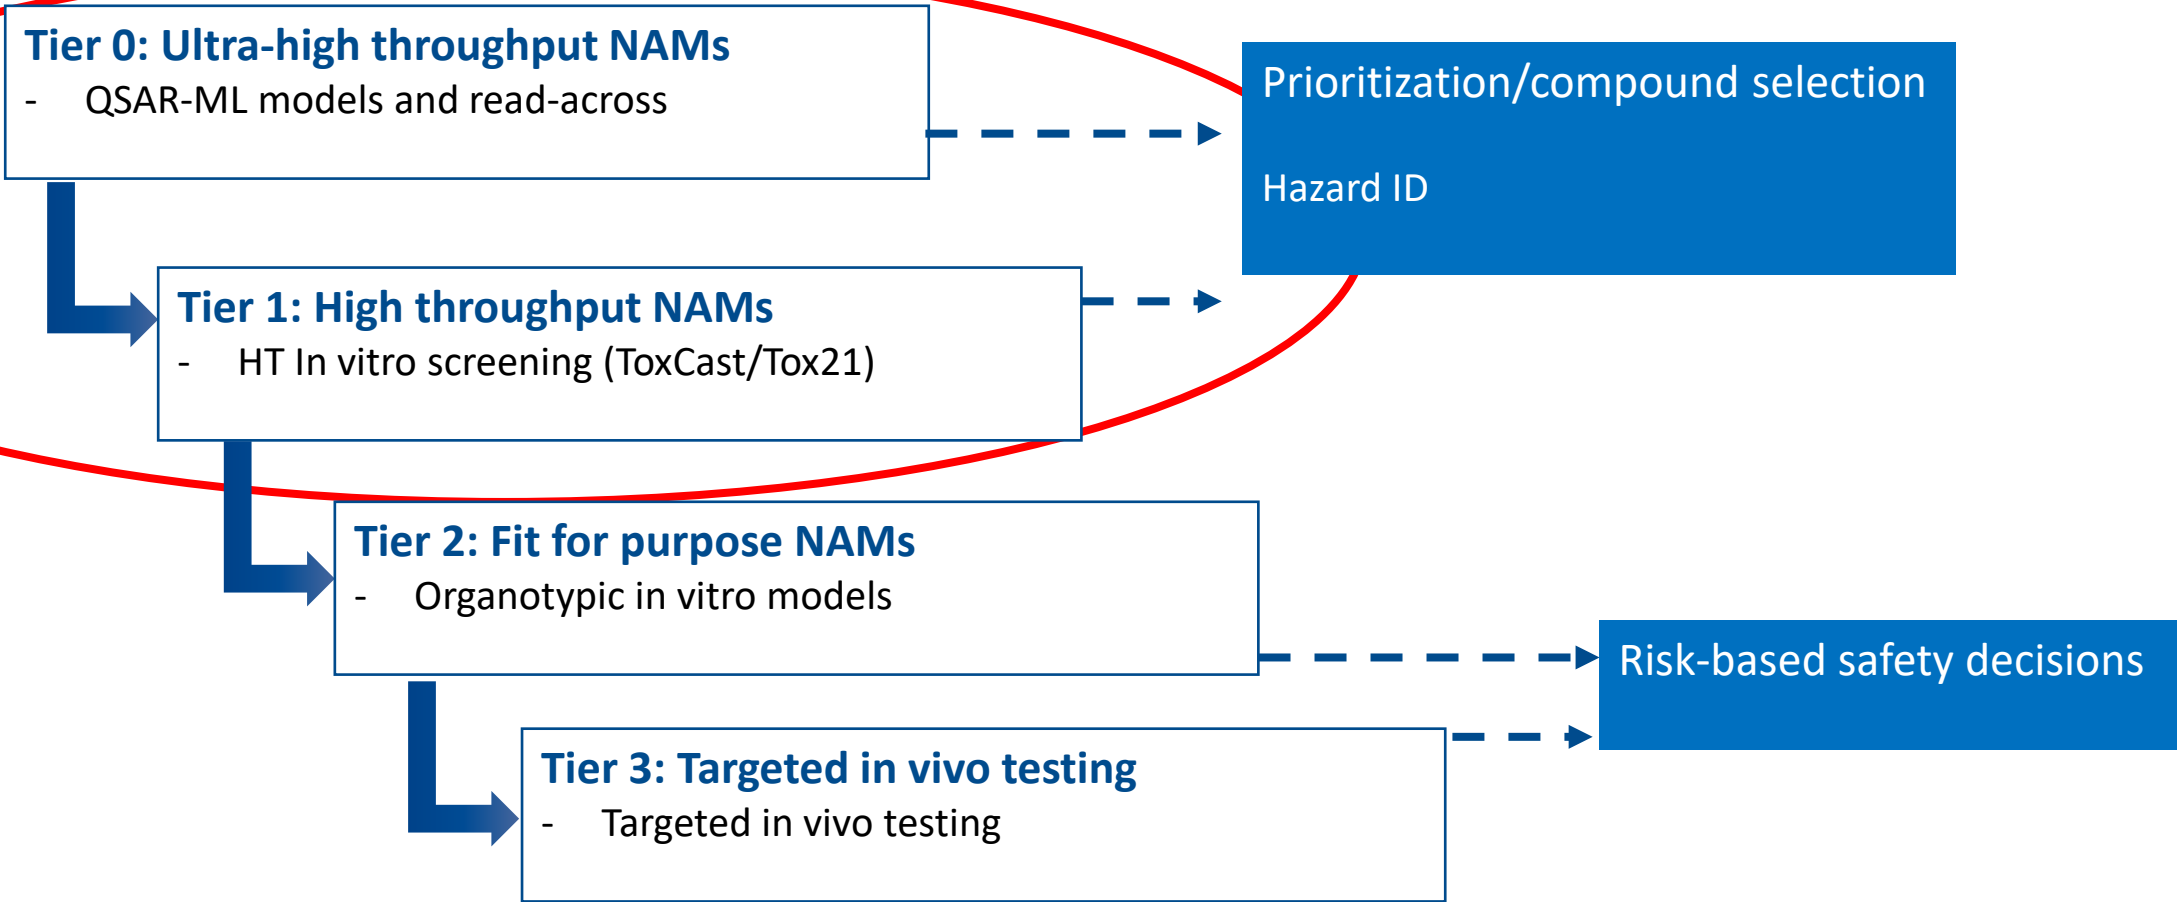 Tier 0: Ultra-high throughput NAMs
- QSAR-ML models and read-across
Prioritization/compound selection
Hazard ID
Tier 1: High throughput NAMs
- HT In vitro screening (ToxCast/Tox21)
Tier 2: Fit for purpose NAMs
- Organotypic in vitro models
Risk-based safety decisions
Tier 3: Targeted in vivo testing
- Targeted in vivo testing